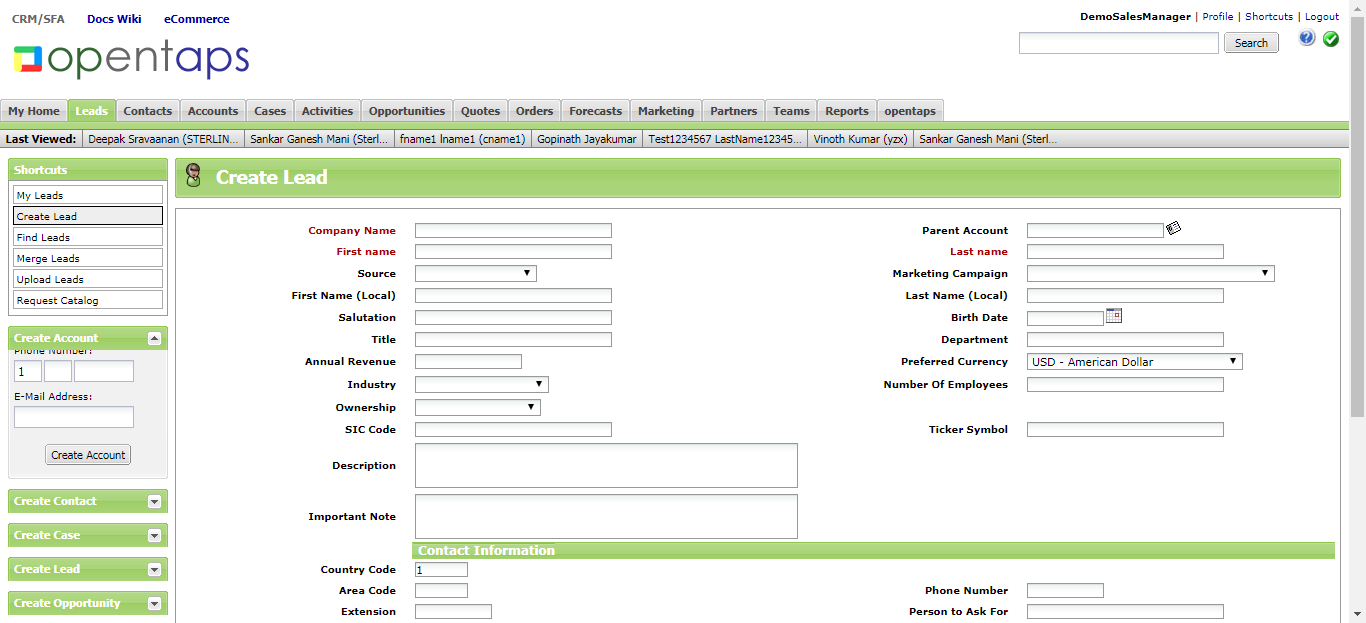 CRM/SFA Docs Wiki eCommerce
DemoSalesManager | Profile | Shortcuts | Logout
opentaps
Search
My Home Leads Contacts Accounts Cases Activities Opportunities Quotes Orders Forecasts Marketing Partners Teams Reports opentaps
Last Viewed: Deepak Sravaanan (STERLIN... Sankar Ganesh Mani (Sterl... fname1 lname1 (cname1) Gopinath Jayakumar Test1234567 LastName12345... Vinoth Kumar (yzx) Sankar Ganesh Mani (Sterl...
Shortcuts
My Leads
Create Lead
Find Leads
Merge Leads
Upload Leads
Request Catalog
Create Account
Phone Number:
1
E-Mail Address:
Create Account
Create Contact
Create Case
Create Lead
Create Opportunity
Create Lead
Company Name Parent Account
First name Last name
Source Marketing Campaign
First Name (Local) Last Name (Local)
Salutation Birth Date
Title Department
Annual Revenue Preferred Currency USD - American Dollar
Industry Number Of Employees
Ownership
SIC Code Ticker Symbol
Description
Important Note
Contact Information
Country Code 1
Area Code Phone Number
Extension Person to Ask For